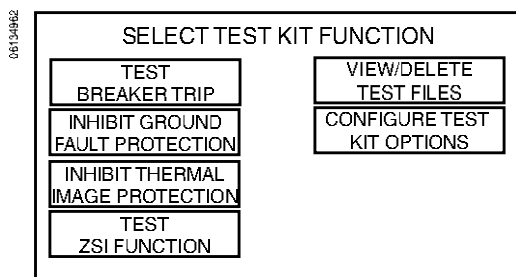 06134962
SELECT TEST KIT FUNCTION
TEST
BREAKER TRIP
INHIBIT GROUND
FAULT PROTECTION
INHIBIT THERMAL
IMAGE PROTECTION
TEST
ZSI FUNCTION
VIEW/DELETE
TEST FILES
CONFIGURE TEST
KIT OPTIONS